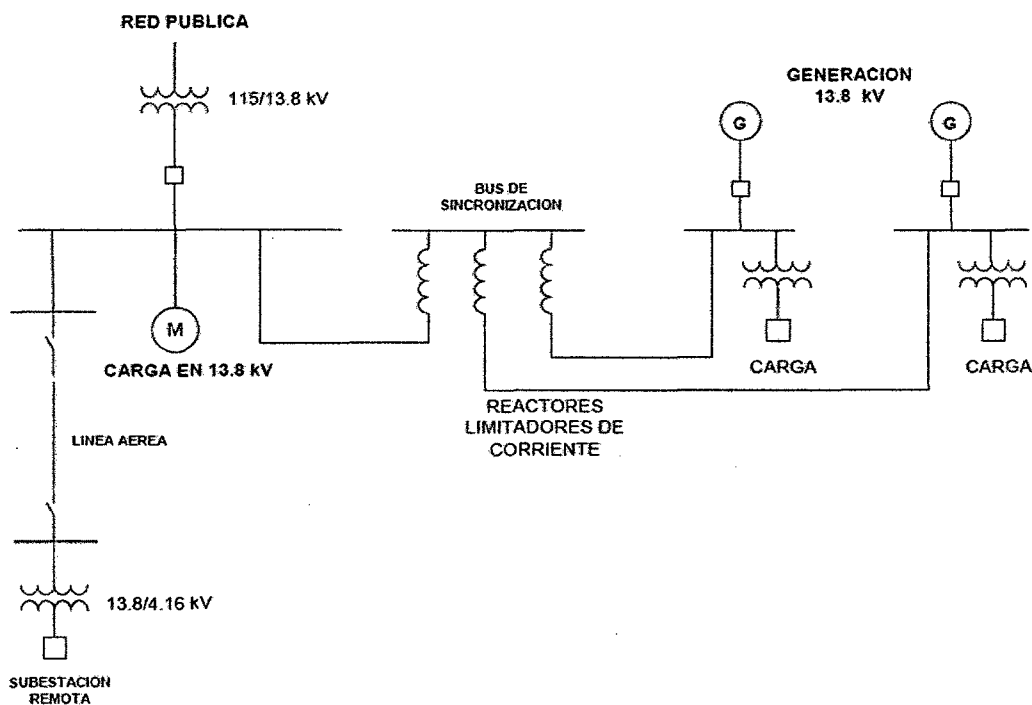 RED PUBLICA
115/13.8 kV
GENERACION
13.8 kV
G
G
BUS DE
SINCRONIZACION
M
CARGA EN 13.8 kV
CARGA
CARGA
REACTORES
LIMITADORES DE
CORRIENTE
LINEA AEREA
13.8/4.16 kV
SUBESTACION
REMOTA